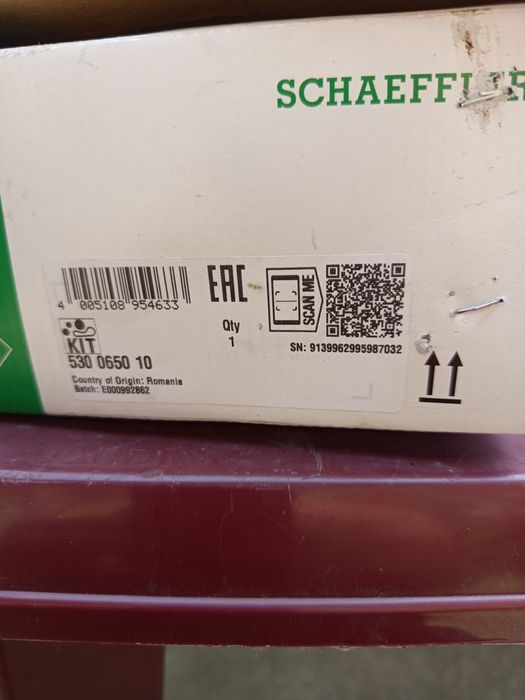 SCHAEFFLER
EAC
SCAN ME
4 005108 954633
Qty
1
KIT
SN: 9139962995987032
530 0650 10
Country of Origin: Romania
Batch: E000992862